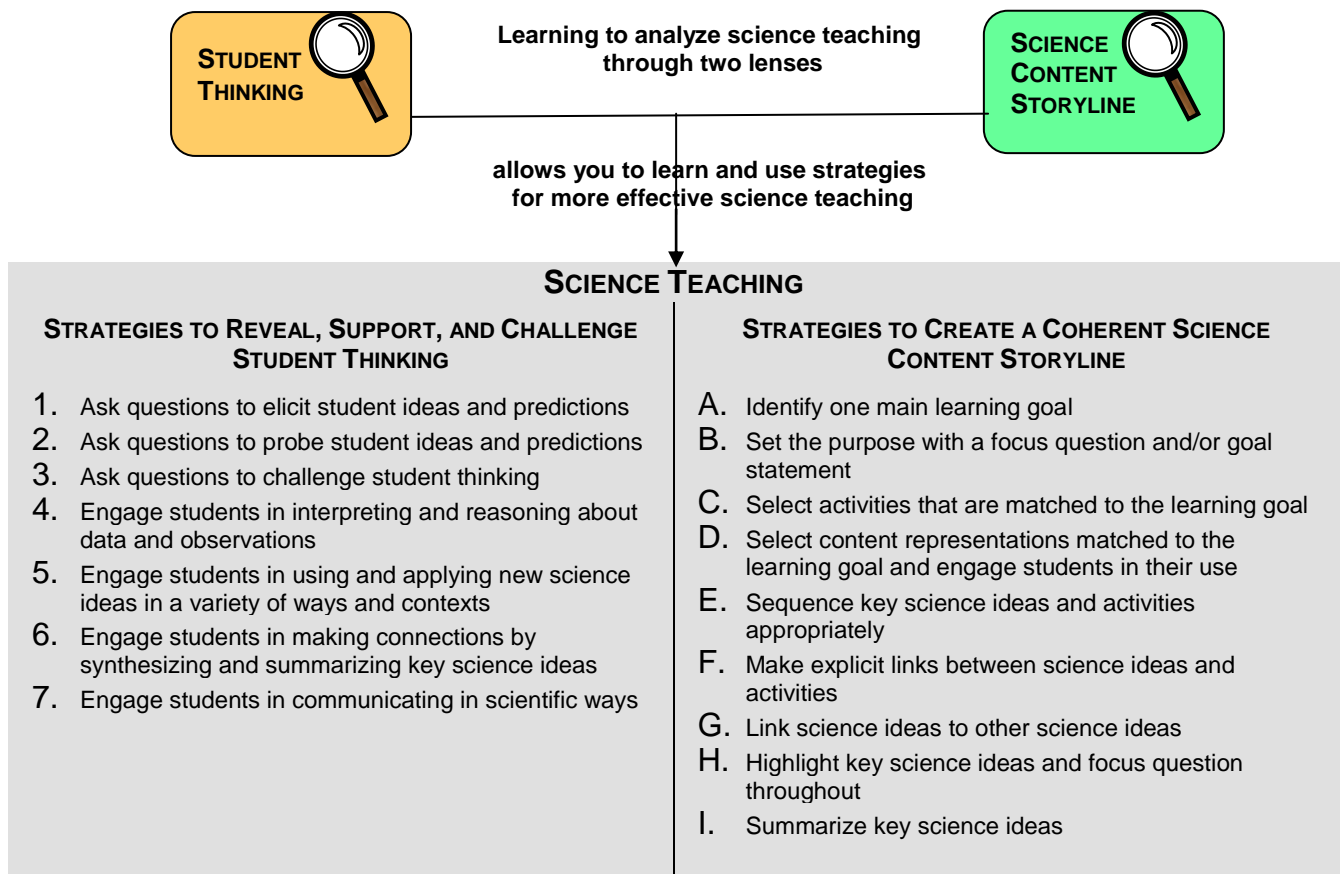 STUDENT
THINKING
Learning to analyze science teaching
through two lenses
SCIENCE
CONTENT
STORYLINE
allows you to learn and use strategies
for more effective science teaching
SCIENCE TEACHING
STRATEGIES TO REVEAL, SUPPORT, AND CHALLENGE
STUDENT THINKING
1. Ask questions to elicit student ideas and predictions
2. Ask questions to probe student ideas and predictions
3. Ask questions to challenge student thinking
4. Engage students in interpreting and reasoning about
data and observations
5. Engage students in using and applying new science
ideas in a variety of ways and contexts
6. Engage students in making connections by
synthesizing and summarizing key science ideas
7. Engage students in communicating in scientific ways
STRATEGIES TO CREATE A COHERENT SCIENCE
CONTENT STORYLINE
A. Identify one main learning goal
B. Set the purpose with a focus question and/or goal
statement
C. Select activities that are matched to the learning goal
D. Select content representations matched to the
learning goal and engage students in their use
E. Sequence key science ideas and activities
appropriately
F. Make explicit links between science ideas and
activities
G. Link science ideas to other science ideas
H. Highlight key science ideas and focus question
throughout
I. Summarize key science ideas